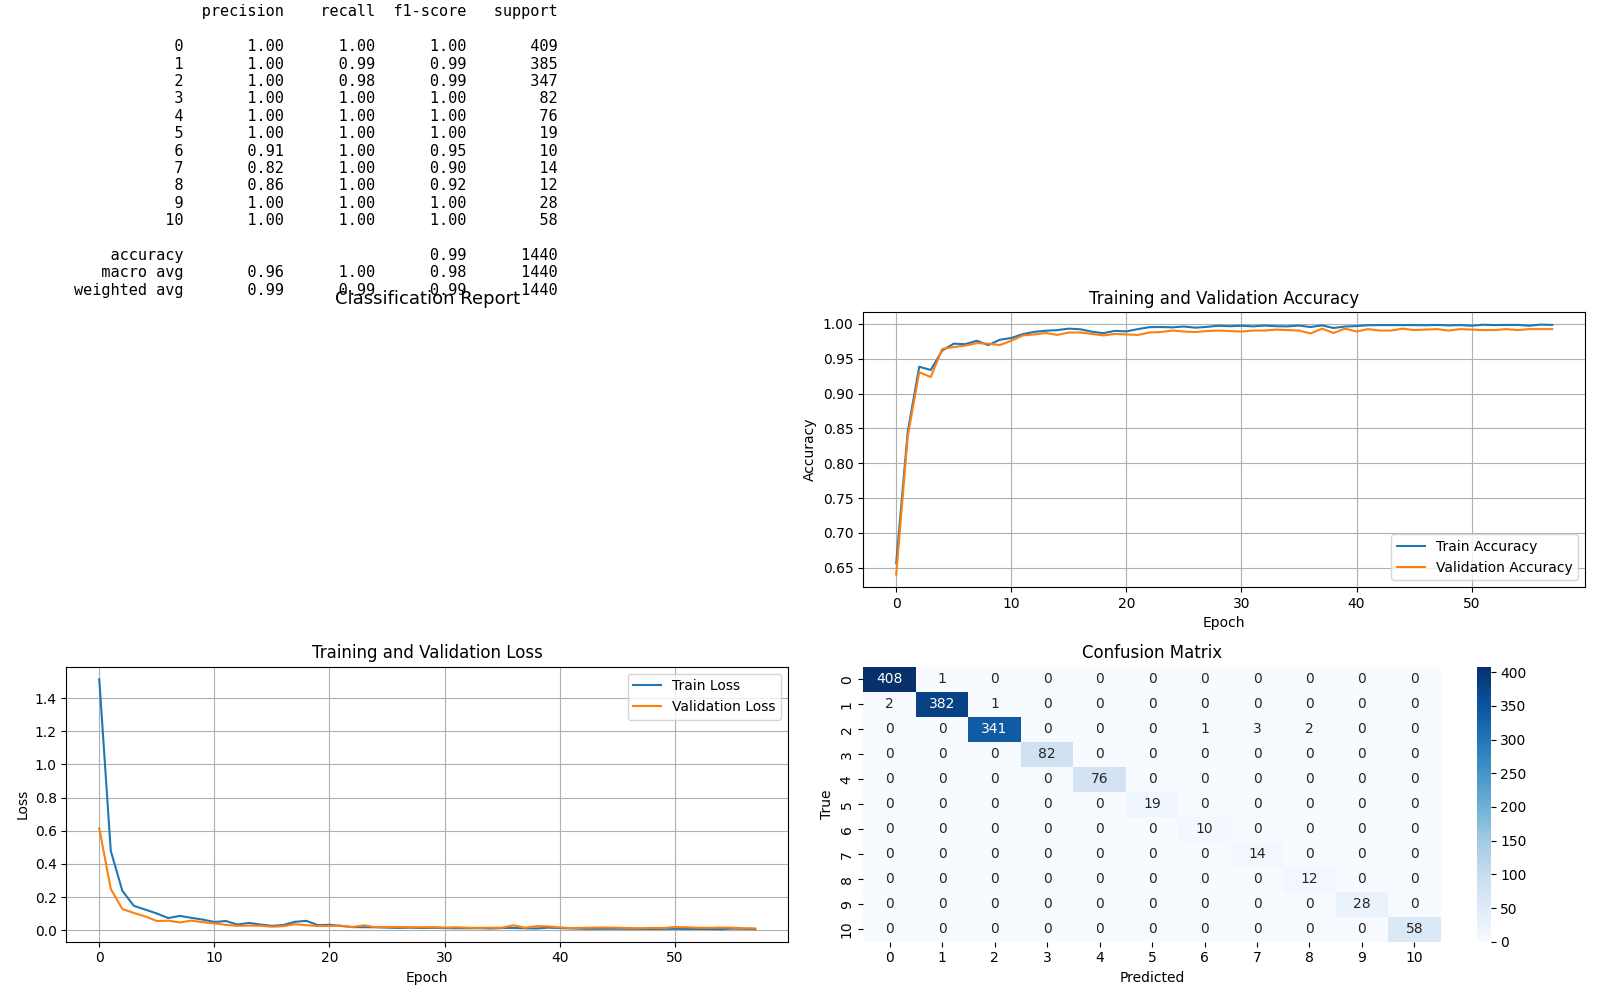 precision recall f1-score support
0 1.00 1.00 1.00 409
1 1.00 0.99 0.99 385
2 1.00 0.98 0.99 347
3 1.00 1.00 1.00 82
4 1.00 1.00 1.00 76
5 1.00 1.00 1.00 19
6 0.91 1.00 0.95 10
7 0.82 1.00 0.90 14
8 0.86 1.00 0.92 12
9 1.00 1.00 1.00 28
10 1.00 1.00 1.00 58
accuracy 0.99 1440
macro avg 0.96 1.00 0.98 1440
weighted avg 0.99 0.99 0.99 1440
Classification Report
Training and Validation Accuracy
1.00
0.95
0.90
0.85
0.80
0.75
0.70
0.65
Accuracy
Train Accuracy
Validation Accuracy
0 10 20 30 40 50
Epoch
Training and Validation Loss
1.4
1.2
1.0
0.8
0.6
0.4
0.2
0.0
Loss
Train Loss
Validation Loss
0 10 20 30 40 50
Epoch
Confusion Matrix
True
0 408 1 0 0 0 0 0 0 0 0 0
1 2 382 1 0 0 0 0 0 0 0 0
2 0 0 341 0 0 0 1 3 2 0 0
3 0 0 0 82 0 0 0 0 0 0 0
4 0 0 0 0 76 0 0 0 0 0 0
5 0 0 0 0 0 19 0 0 0 0 0
6 0 0 0 0 0 0 10 0 0 0 0
7 0 0 0 0 0 0 0 14 0 0 0
8 0 0 0 0 0 0 0 0 12 0 0
9 0 0 0 0 0 0 0 0 0 28 0
10 0 0 0 0 0 0 0 0 0 0 58
0 1 2 3 4 5 6 7 8 9 10
Predicted
400
350
300
250
200
150
100
50
0